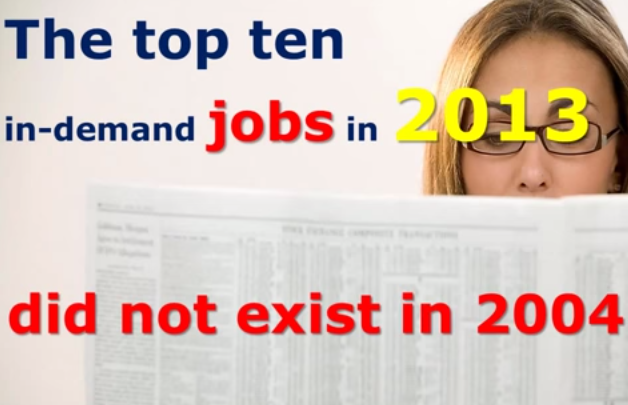 The top ten
in-demand jobs in 2013
did not exist in 2004